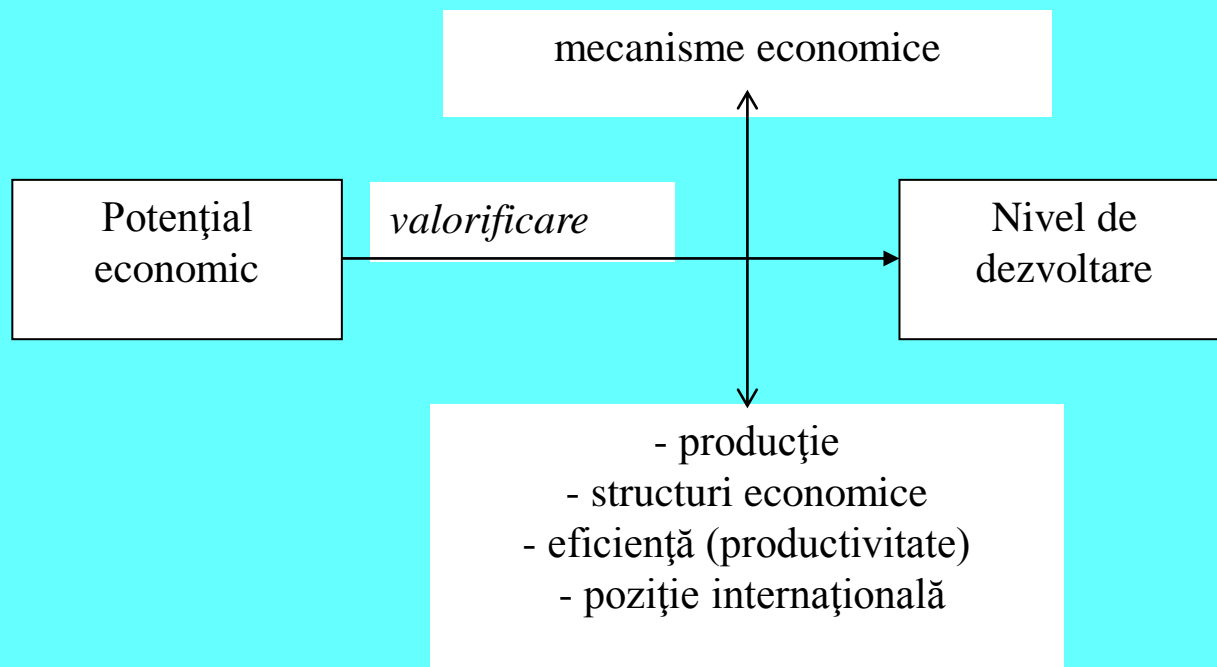 mecanisme economice
Potenţial
economic
valorificare
Nivel de
dezvoltare
- producţie
- structuri economice
- eficienţă (productivitate)
- poziţie internaţională